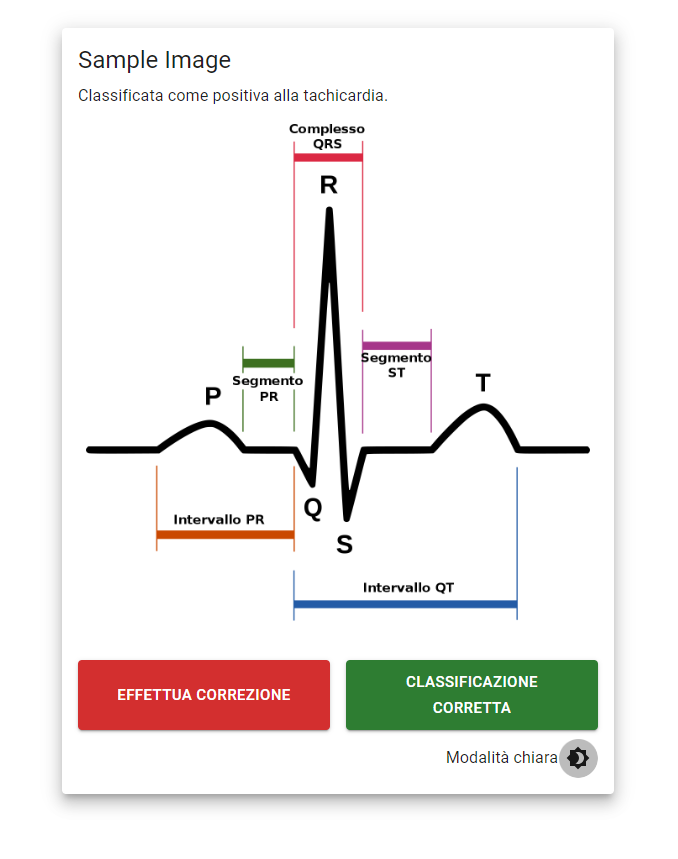 Sample Image
Classificata come positiva alla tachicardia.
Complesso
QRS
R
Segmento
ST
Segmento
PR
T
P
Q
Intervallo PR
S
Intervallo QT
EFFETTUA CORREZIONE
CLASSIFICAZIONE
CORRETTA
Modalità chiara